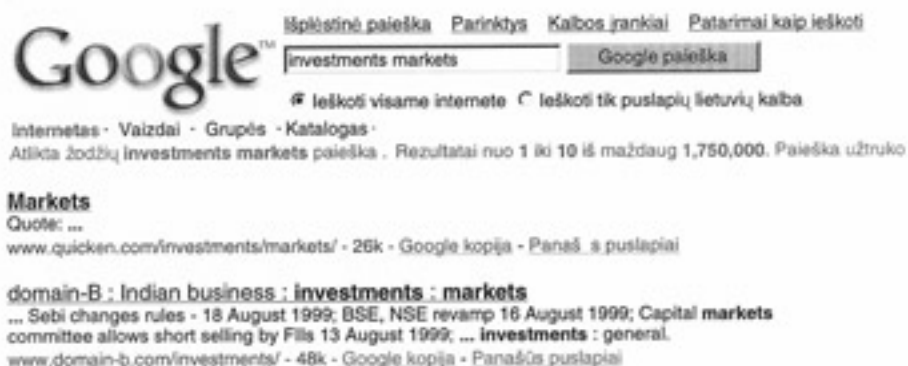 Išplėstinė paieška Parinktys Kalbos įrankiai Patarimai kaip ieškoti
Google™ investments markets Google paieška
Ieškoti visame internete Ieškoti tik puslapių lietuvių kalba
Internetas · Vaizdai · Grupės · Katalogas ·
Atlikta žodžių investments markets paieška . Rezultatai nuo 1 iki 10 iš maždaug 1,750,000. Paieška užtruko
Markets
Quote: ...
www.quicken.com/investments/markets/ - 26k - Google kopija - Panaš s puslapiai
domain-B : Indian business : investments : markets
... Sebi changes rules - 18 August 1999; BSE, NSE revamp 16 August 1999; Capital markets
committee allows short selling by FIIs 13 August 1999; ... investments : general.
www.domain-b.com/investments/ - 48k - Google kopija - Panašūs puslapiai